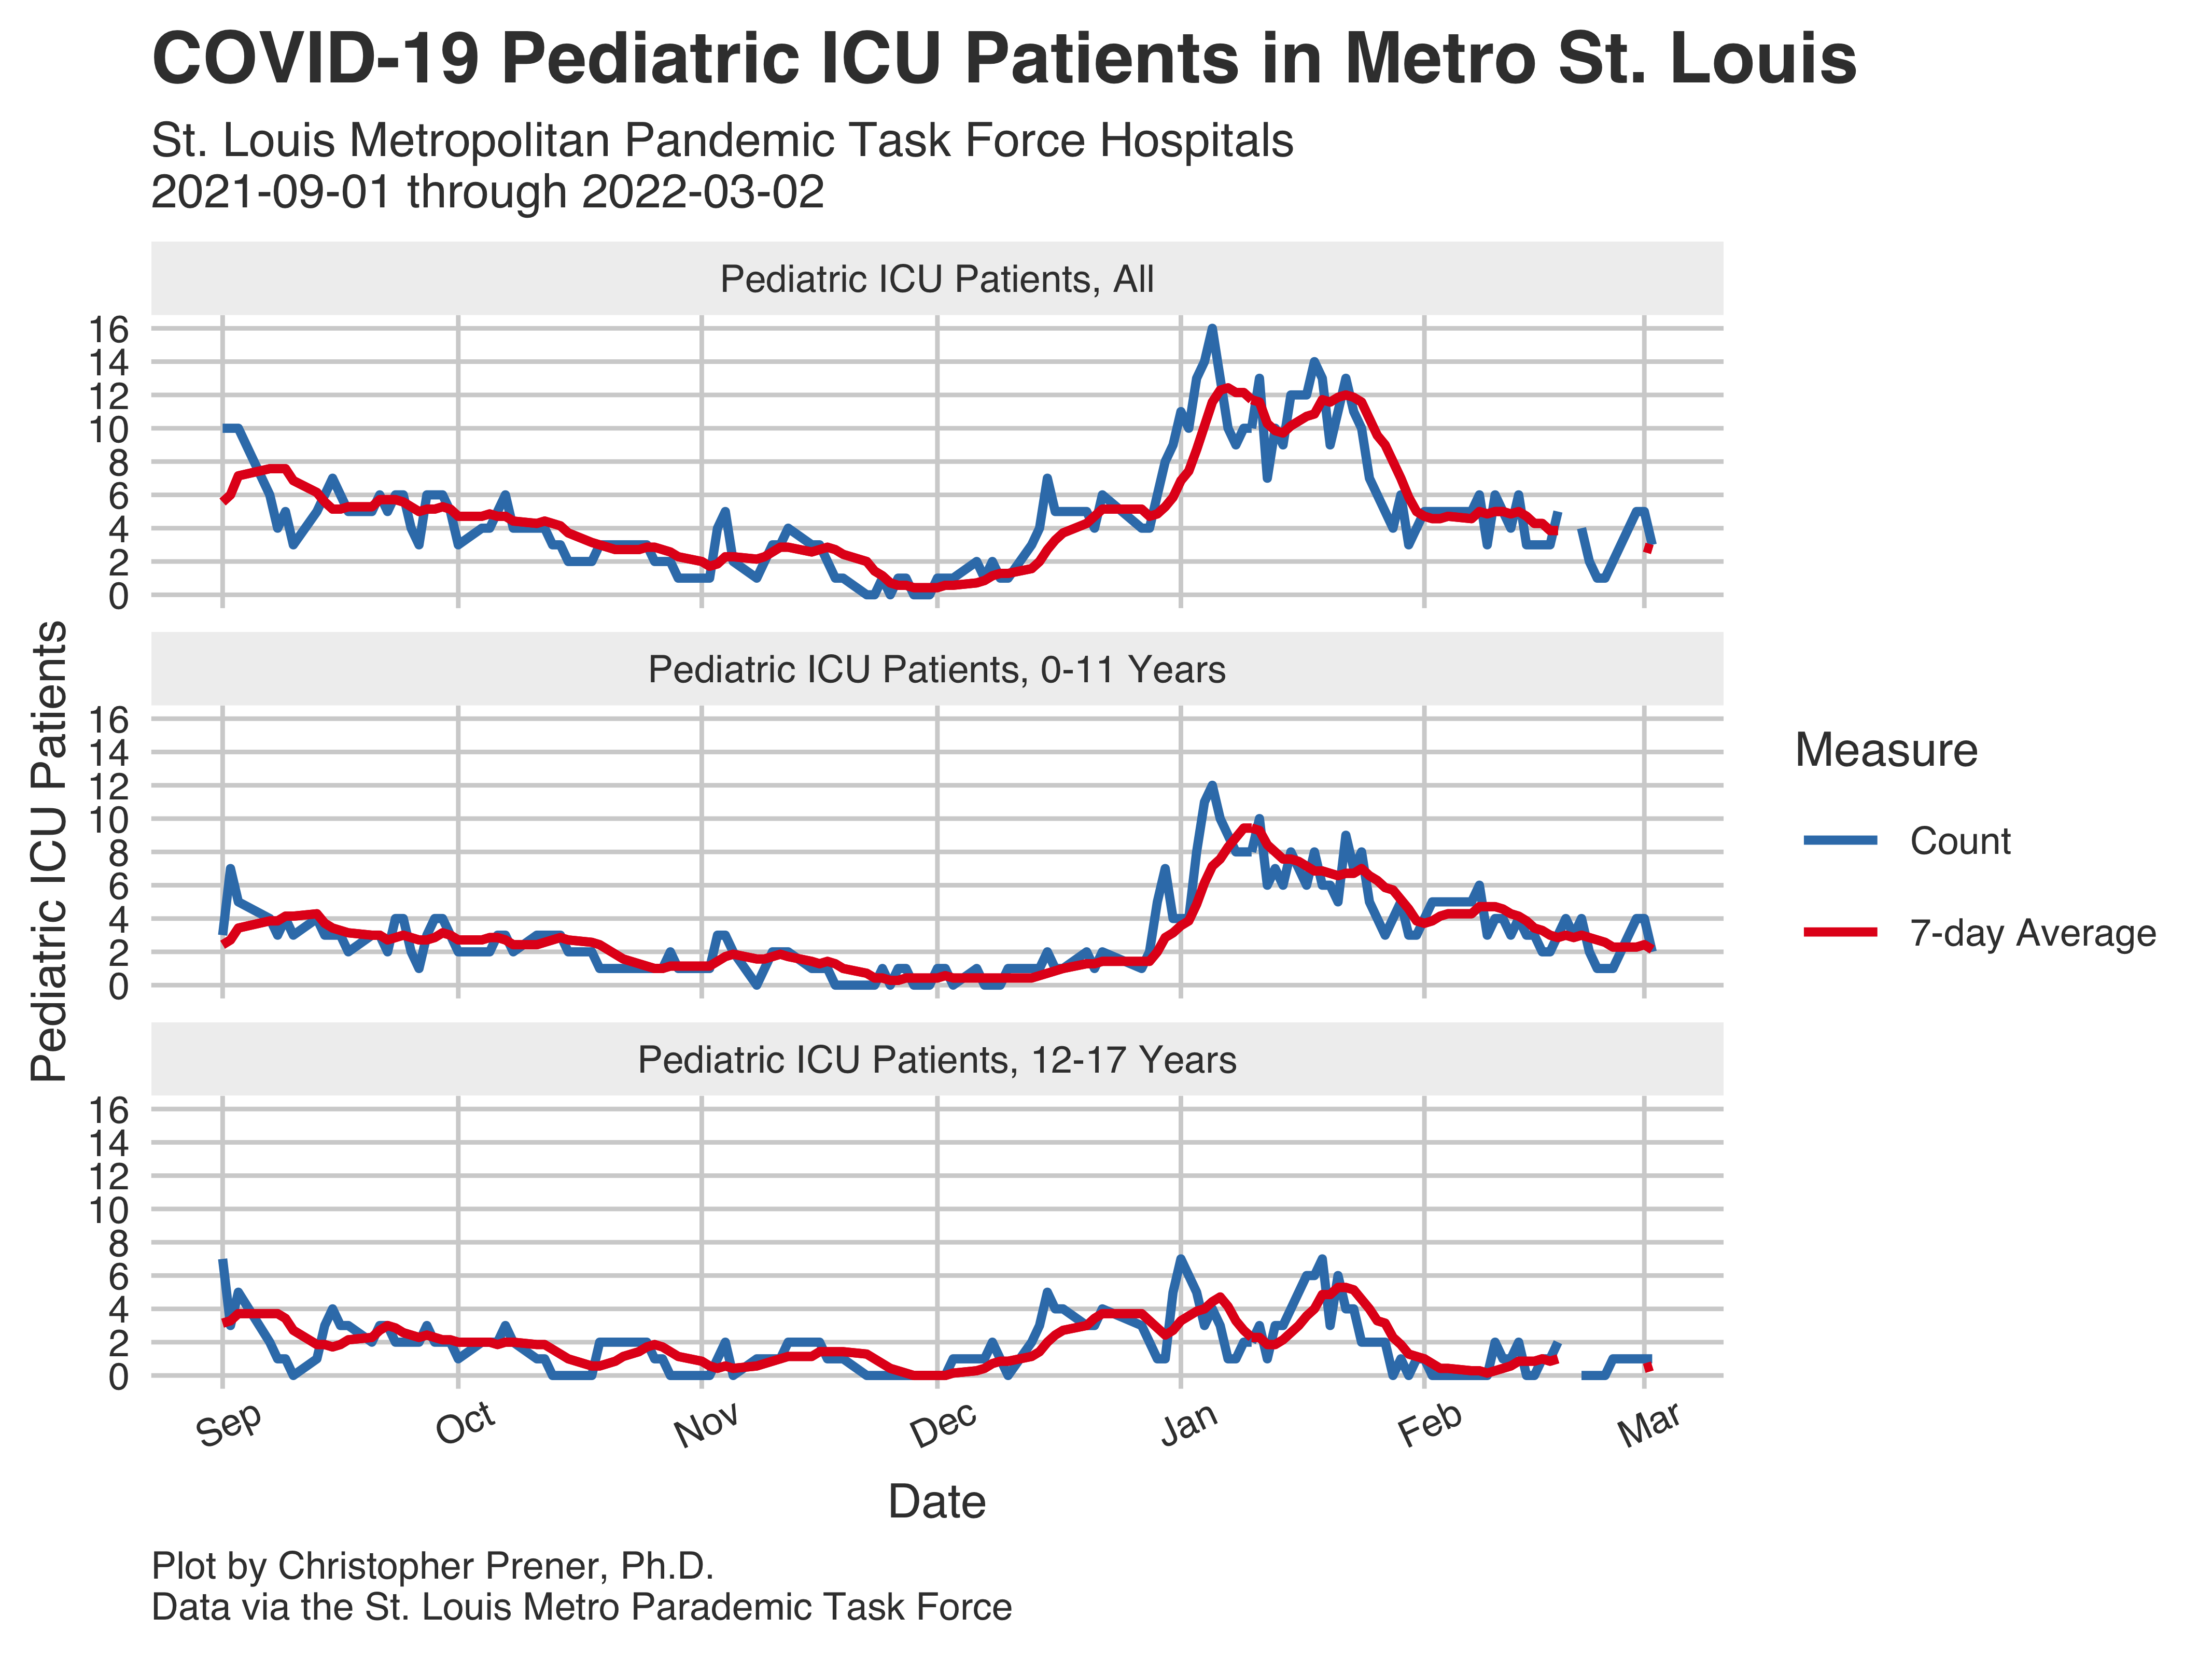 COVID-19 Pediatric ICU Patients in Metro St. Louis
St. Louis Metropolitan Pandemic Task Force Hospitals
2021-09-01 through 2022-03-02
Pediatric ICU Patients, All
16
14
12
10
8
6
4
2
0
Pediatric ICU Patients, 0-11 Years
16
14
12
10
8
6
4
2
0
Pediatric ICU Patients, 12-17 Years
16
14
12
10
8
6
4
2
0
Pediatric ICU Patients
Sep Oct Nov Dec Jan Feb Mar
Date
Measure
Count
7-day Average
Plot by Christopher Prener, Ph.D.
Data via the St. Louis Metro Parademic Task Force